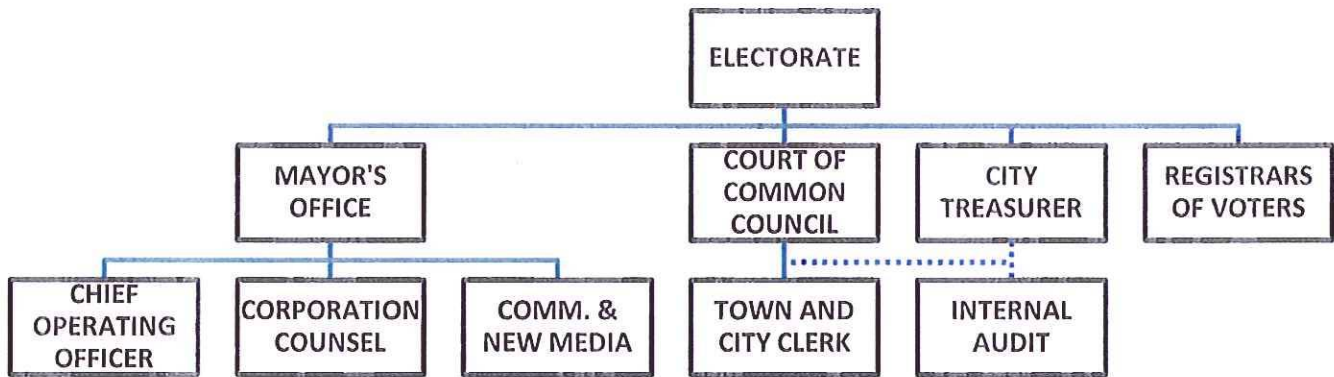 ELECTORATE
MAYOR'S
OFFICE
COURT OF
COMMON
COUNCIL
CITY
TREASURER
REGISTRARS
OF VOTERS
CHIEF
OPERATING
OFFICER
CORPORATION
COUNSEL
COMM. &
NEW MEDIA
TOWN AND
CITY CLERK
INTERNAL
AUDIT